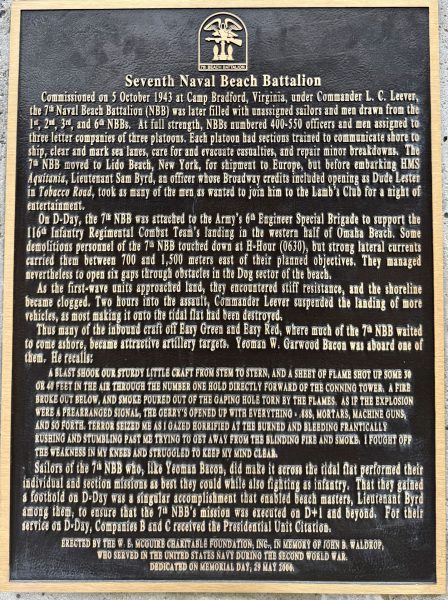 7TH BEACH BATTALION
Seventh Naval Beach Battalion
Commissioned on 5 October 1943 at Camp Bradford, Virginia, under Commander L. C. Leever,
the 7th Naval Beach Battalion (NBB) was later filled with unassigned sailors and men drawn from the
1st, 2nd, 3rd, and 6th NBBs. At full strength, NBBs numbered 400-550 officers and men assigned to
three letter companies of three platoons. Each platoon had sections trained to communicate shore to
ship, clear and mark sea lanes, care for and evacuate casualties, and repair minor breakdowns. The
7th NBB moved to Lido Beach, New York, for shipment to Europe, but before embarking HMS
Aquitania, Lieutenant Sam Byrd, an officer whose Broadway credits included opening as Dude Lester
in Tobacco Road, took as many of the men as wanted to join him to the Lamb's Club for a night of
entertainment.
On D-Day, the 7th NBB was attached to the Army's 6th Engineer Special Brigade to support the
116th Infantry Regimental Combat Team's landing in the western half of Omaha Beach. Some
demolitions personnel of the 7th NBB touched down at H-Hour (0630), but strong lateral currents
carried them between 700 and 1,500 meters east of their planned objectives. They managed
nevertheless to open six gaps through obstacles in the Dog sector of the beach.
As the first-wave units approached land, they encountered stiff resistance, and the shoreline
became clogged. Two hours into the assault, Commander Leever suspended the landing of more
vehicles, as most making it onto the tidal flat had been destroyed.
Thus many of the inbound craft off Easy Green and Easy Red, where much of the 7th NBB waited
to come ashore, became attractive artillery targets. Yeoman W. Garwood Bacon was aboard one
of them. He recalls:
A BLAST SHOOK OUR STURDY LITTLE CRAFT FROM STEM TO STERN, AND A SHEET OF FLAME SHOT UP SOME 30
OR 40 FEET IN THE AIR THROUGH THE NUMBER ONE HOLD DIRECTLY FORWARD OF THE CONNING TOWER. A FIRE
BROKE OUT BELOW, AND SMOKE POURED OUT OF THE GAPING HOLE TORN BY THE FLAMES. AS IF THE EXPLOSION
WERE A PREARRANGED SIGNAL, THE GERRY'S OPENED UP WITH EVERYTHING - .88S, MORTARS, MACHINE GUNS,
AND SO FORTH. TERROR SEIZED ME AS I GAZED HORRIFIED AT THE BURNED AND BLEEDING FRANTICALLY
RUSHING AND STUMBLING PAST ME TRYING TO GET AWAY FROM THE BLINDING FIRE AND SMOKE. I FOUGHT OFF
THE WEAKNESS IN MY KNEES AND STRUGGLED TO KEEP MY MIND CLEAR.
Sailors of the 7th NBB who, like Yeoman Bacon, did make it across the tidal flat performed their
individual and section missions as best they could while also fighting as infantry. That they gained
a foothold on D-Day was a singular accomplishment that enabled beach masters, Lieutenant Byrd
among them, to ensure that the 7th NBB's mission was executed on D+1 and beyond. For their
service on D-Day, Companies B and C received the Presidential Unit Citation.
ERECTED BY THE W. E. MCGUIRE CHARITABLE FOUNDATION, INC., IN MEMORY OF JOHN B. WALDROP,
WHO SERVED IN THE UNITED STATES NAVY DURING THE SECOND WORLD WAR.
DEDICATED ON MEMORIAL DAY, 29 MAY 2006.